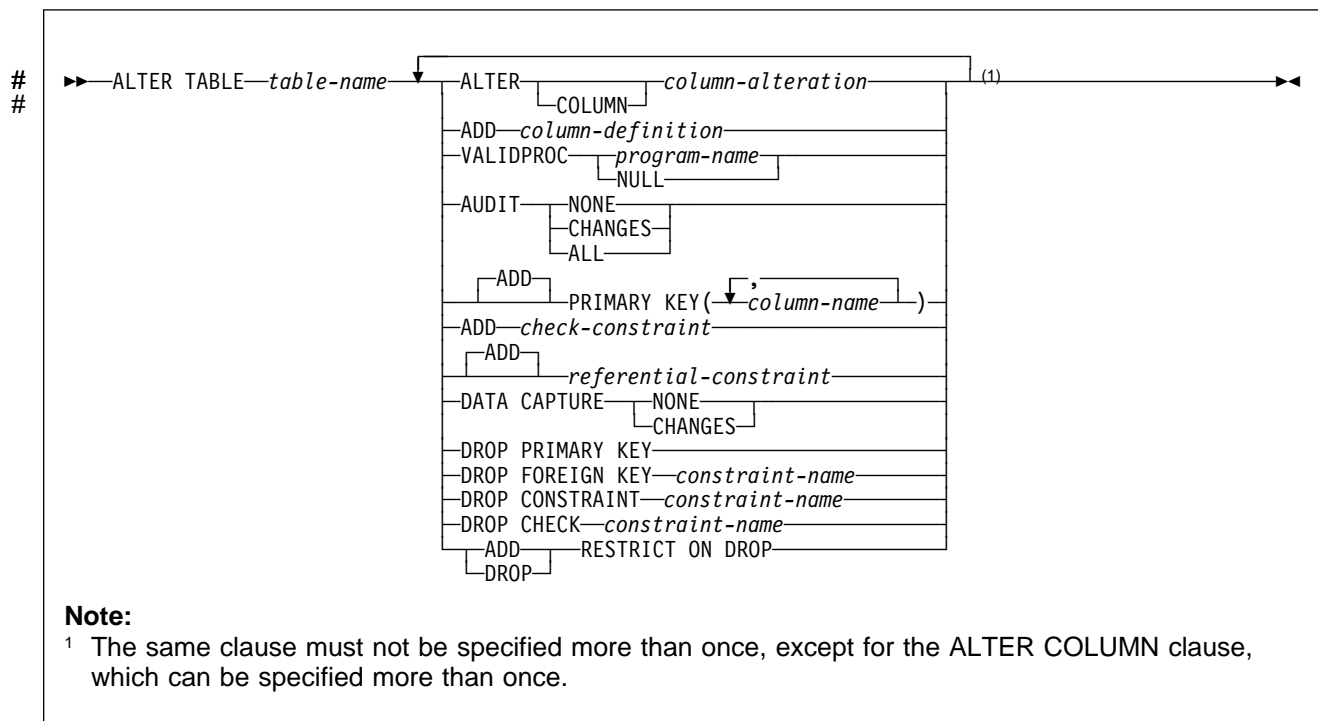 ADD
# ALTER TABLE table-name ALTER column-alteration (1)
# COLUMN
ADD column-definition
VALIDPROC program-name
NULL
AUDIT NONE
CHANGES
ALL
ADD ,
PRIMARY KEY( column-name )
ADD check-constraint
ADD
referential-constraint
DATA CAPTURE NONE
CHANGES
DROP PRIMARY KEY
DROP FOREIGN KEY constraint-name
DROP CONSTRAINT constraint-name
DROP CHECK constraint-name
ADD RESTRICT ON DROP
DROP
Note:
1 The same clause must not be specified more than once, except for the ALTER COLUMN clause,
which can be specified more than once.